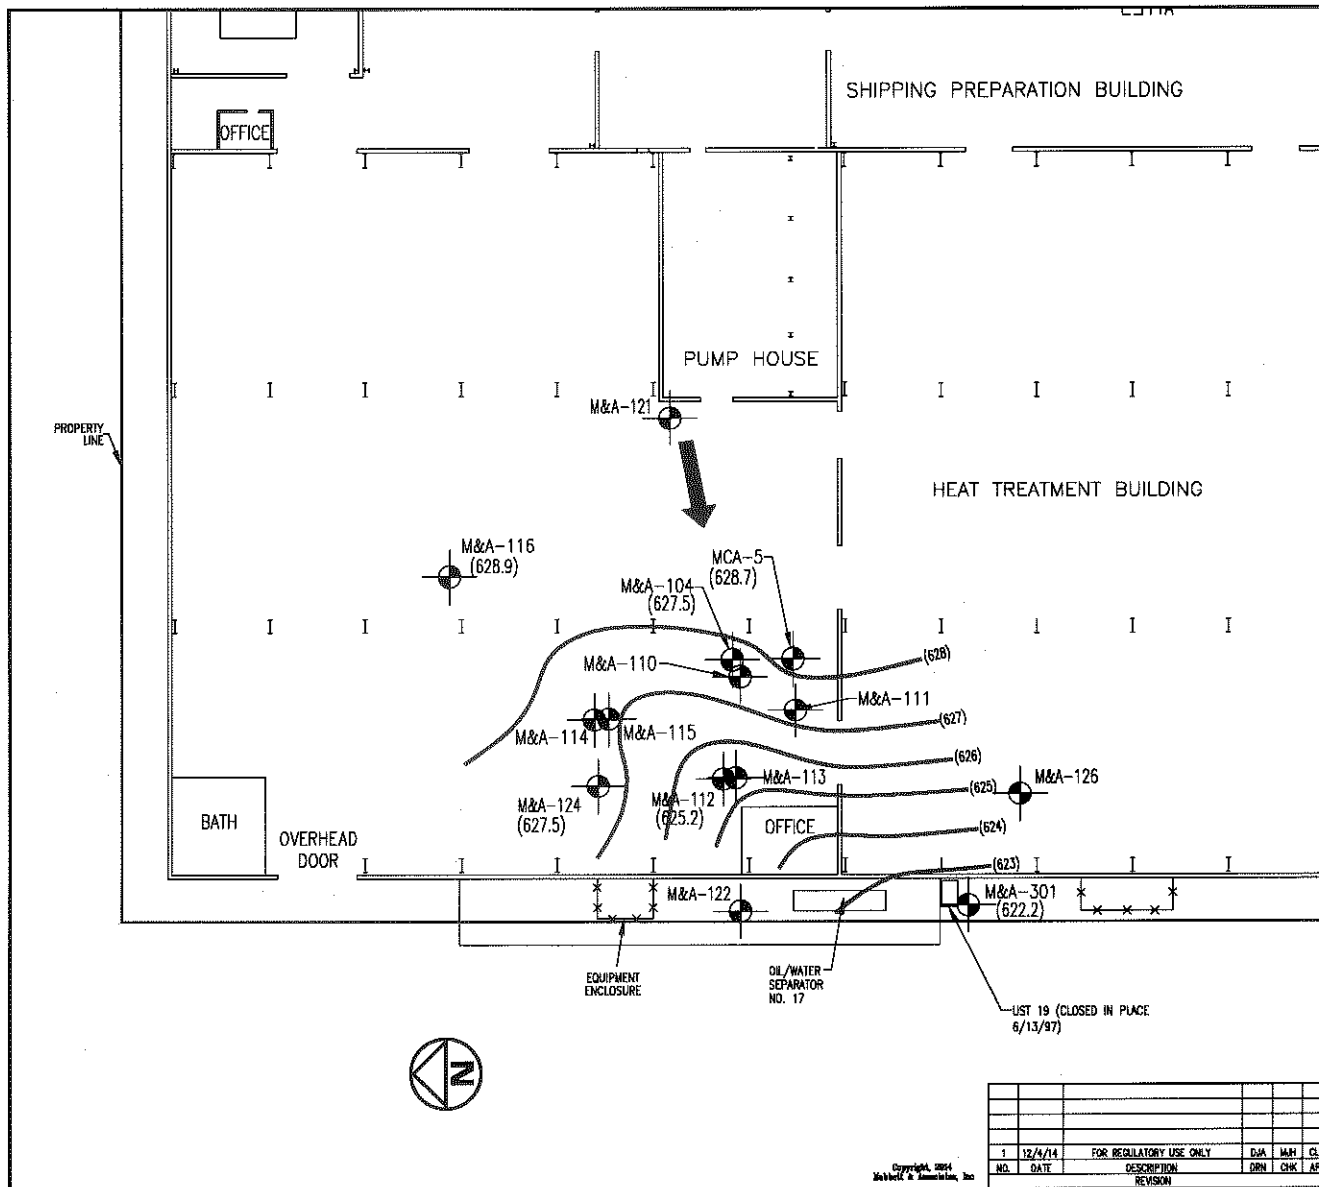 SHIPPING PREPARATION BUILDING
OFFICE
PUMP HOUSE
M&A-121
PROPERTY
LINE
HEAT TREATMENT BUILDING
M&A-116
(628.9)
MCA-5
(628.7)
M&A-104
(627.5)
M&A-110
(628)
M&A-111
(627)
M&A-114
M&A-115
(626)
M&A-113
M&A-126
M&A-124
(627.5)
M&A-112
(625.2)
(625)
BATH
OVERHEAD
DOOR
OFFICE
(624)
(623)
M&A-122
M&A-301
(622.2)
EQUIPMENT
ENCLOSURE
OIL/WATER
SEPARATOR
NO. 17
UST 19 (CLOSED IN PLACE
6/13/97)
N
1 12/4/14 FOR REGULATORY USE ONLY DJA MJH
NO. DATE DESCRIPTION DRN CHK
REVISION
Copyright, 2014